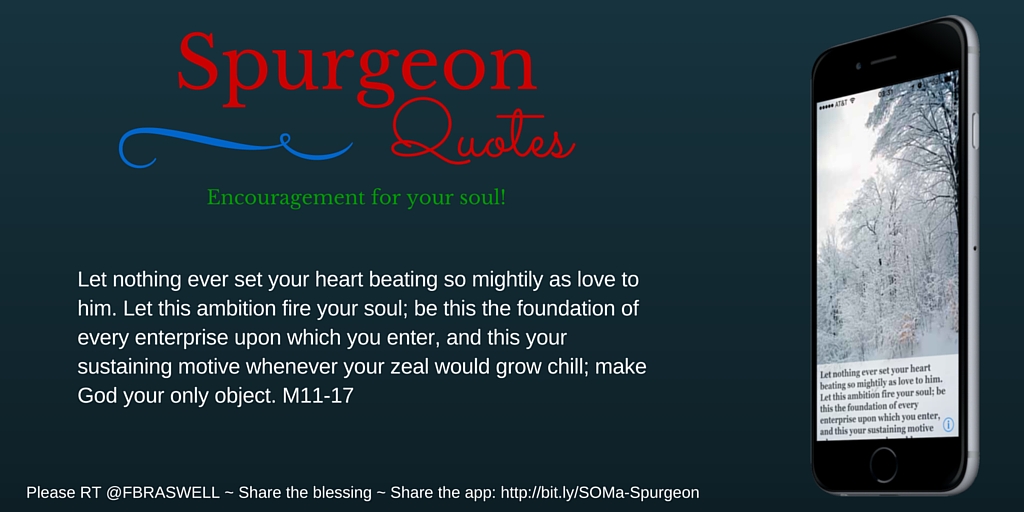 Spurgeon
Quotes
Encouragement for your soul!
Let nothing ever set your heart beating so mightily as love to
him. Let this ambition fire your soul; be this the foundation of
every enterprise upon which you enter, and this your
sustaining motive whenever your zeal would grow chill; make
God your only object. M11-17
Please RT @FBRASWELL ~ Share the blessing ~ Share the app: http://bit.ly/SOMa-Spurgeon
AT&T
Let nothing ever set your heart
beating so mightily as love to him.
Let this ambition fire your soul; be
this the foundation of every
enterprise upon which you enter,
and this your sustaining motive